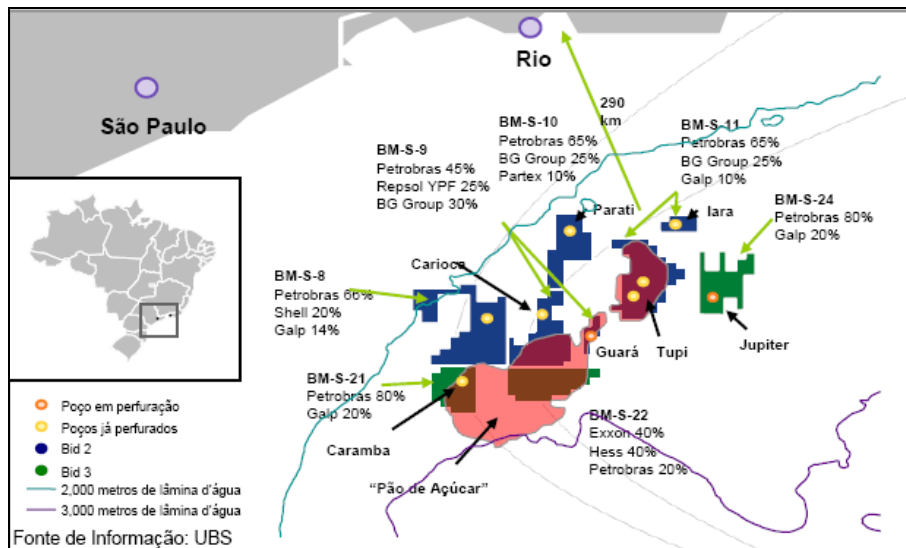 Rio
São Paulo
290
km
BM-S-10
Petrobras 65%
BG Group 25%
Partex 10%
BM-S-11
Petrobras 65%
BG Group 25%
Galp 10%
BM-S-9
Petrobras 45%
Repsol YPF 25%
BG Group 30%
BM-S-24
Petrobras 80%
Galp 20%
Parati
Iara
Carioca
BM-S-8
Petrobras 66%
Shell 20%
Galp 14%
Guará
Tupi
Jupiter
BM-S-21
Petrobras 80%
Galp 20%
Caramba
BM-S-22
Exxon 40%
Hess 40%
Petrobras 20%
“Pão de Açúcar”
Poço em perfuração
Poços já perfurados
Bid 2
Bid 3
2,000 metros de lâmina d'água
3,000 metros de lâmina d'água
Fonte de Informação: UBS